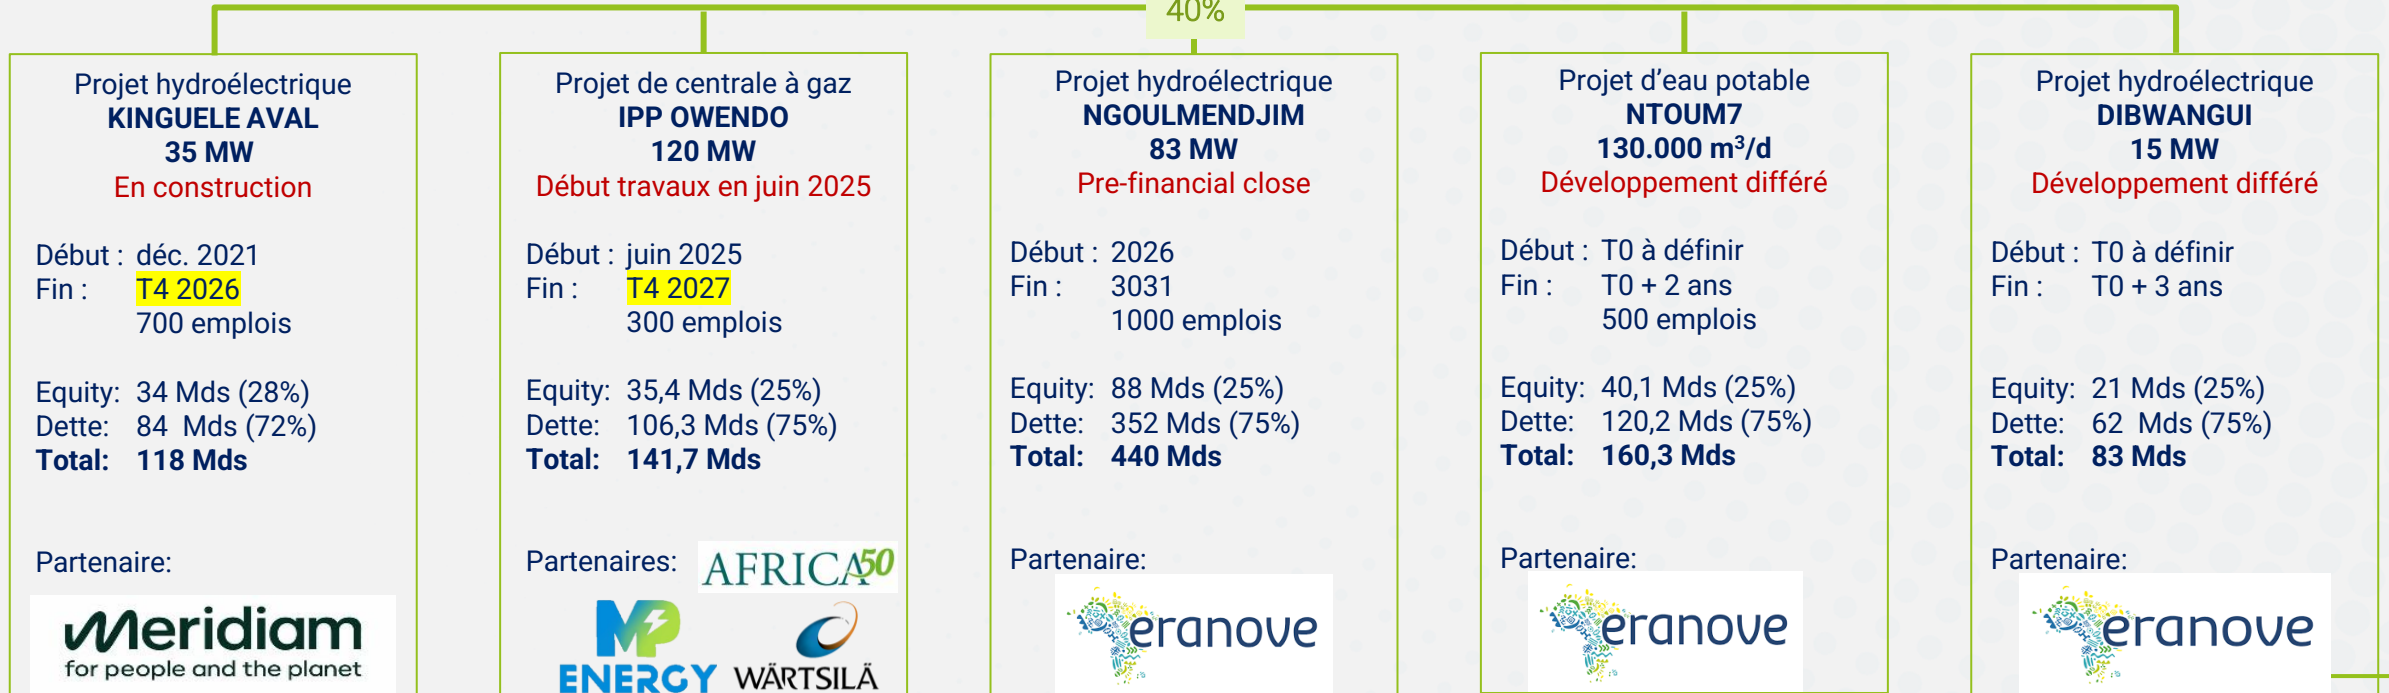 40%
Projet hydroélectrique
KINGUELE AVAL
35 MW
En construction
Début : déc. 2021
Fin : T4 2026
700 emplois
Equity: 34 Mds (28%)
Dette: 84 Mds (72%)
Total: 118 Mds
Partenaire:
Meridiam
for people and the planet
Projet de centrale à gaz
IPP OWENDO
120 MW
Début travaux en juin 2025
Début : juin 2025
Fin : T4 2027
300 emplois
Equity: 35,4 Mds (25%)
Dette: 106,3 Mds (75%)
Total: 141,7 Mds
Partenaires:
AFRICA50
MP
ENERGY
WÄRTSILÄ
Projet hydroélectrique
NGOULMENDJIM
83 MW
Pre-financial close
Début : 2026
Fin : 3031
1000 emplois
Equity: 88 Mds (25%)
Dette: 352 Mds (75%)
Total: 440 Mds
Partenaire:
eranove
Projet d’eau potable
NTOUM7
130.000 m³/d
Développement différé
Début : T0 à définir
Fin : T0 + 2 ans
500 emplois
Equity: 40,1 Mds (25%)
Dette: 120,2 Mds (75%)
Total: 160,3 Mds
Partenaire:
eranove
Projet hydroélectrique
DIBWANGUI
15 MW
Développement différé
Début : T0 à définir
Fin : T0 + 3 ans
Equity: 21 Mds (25%)
Dette: 62 Mds (75%)
Total: 83 Mds
Partenaire:
eranove